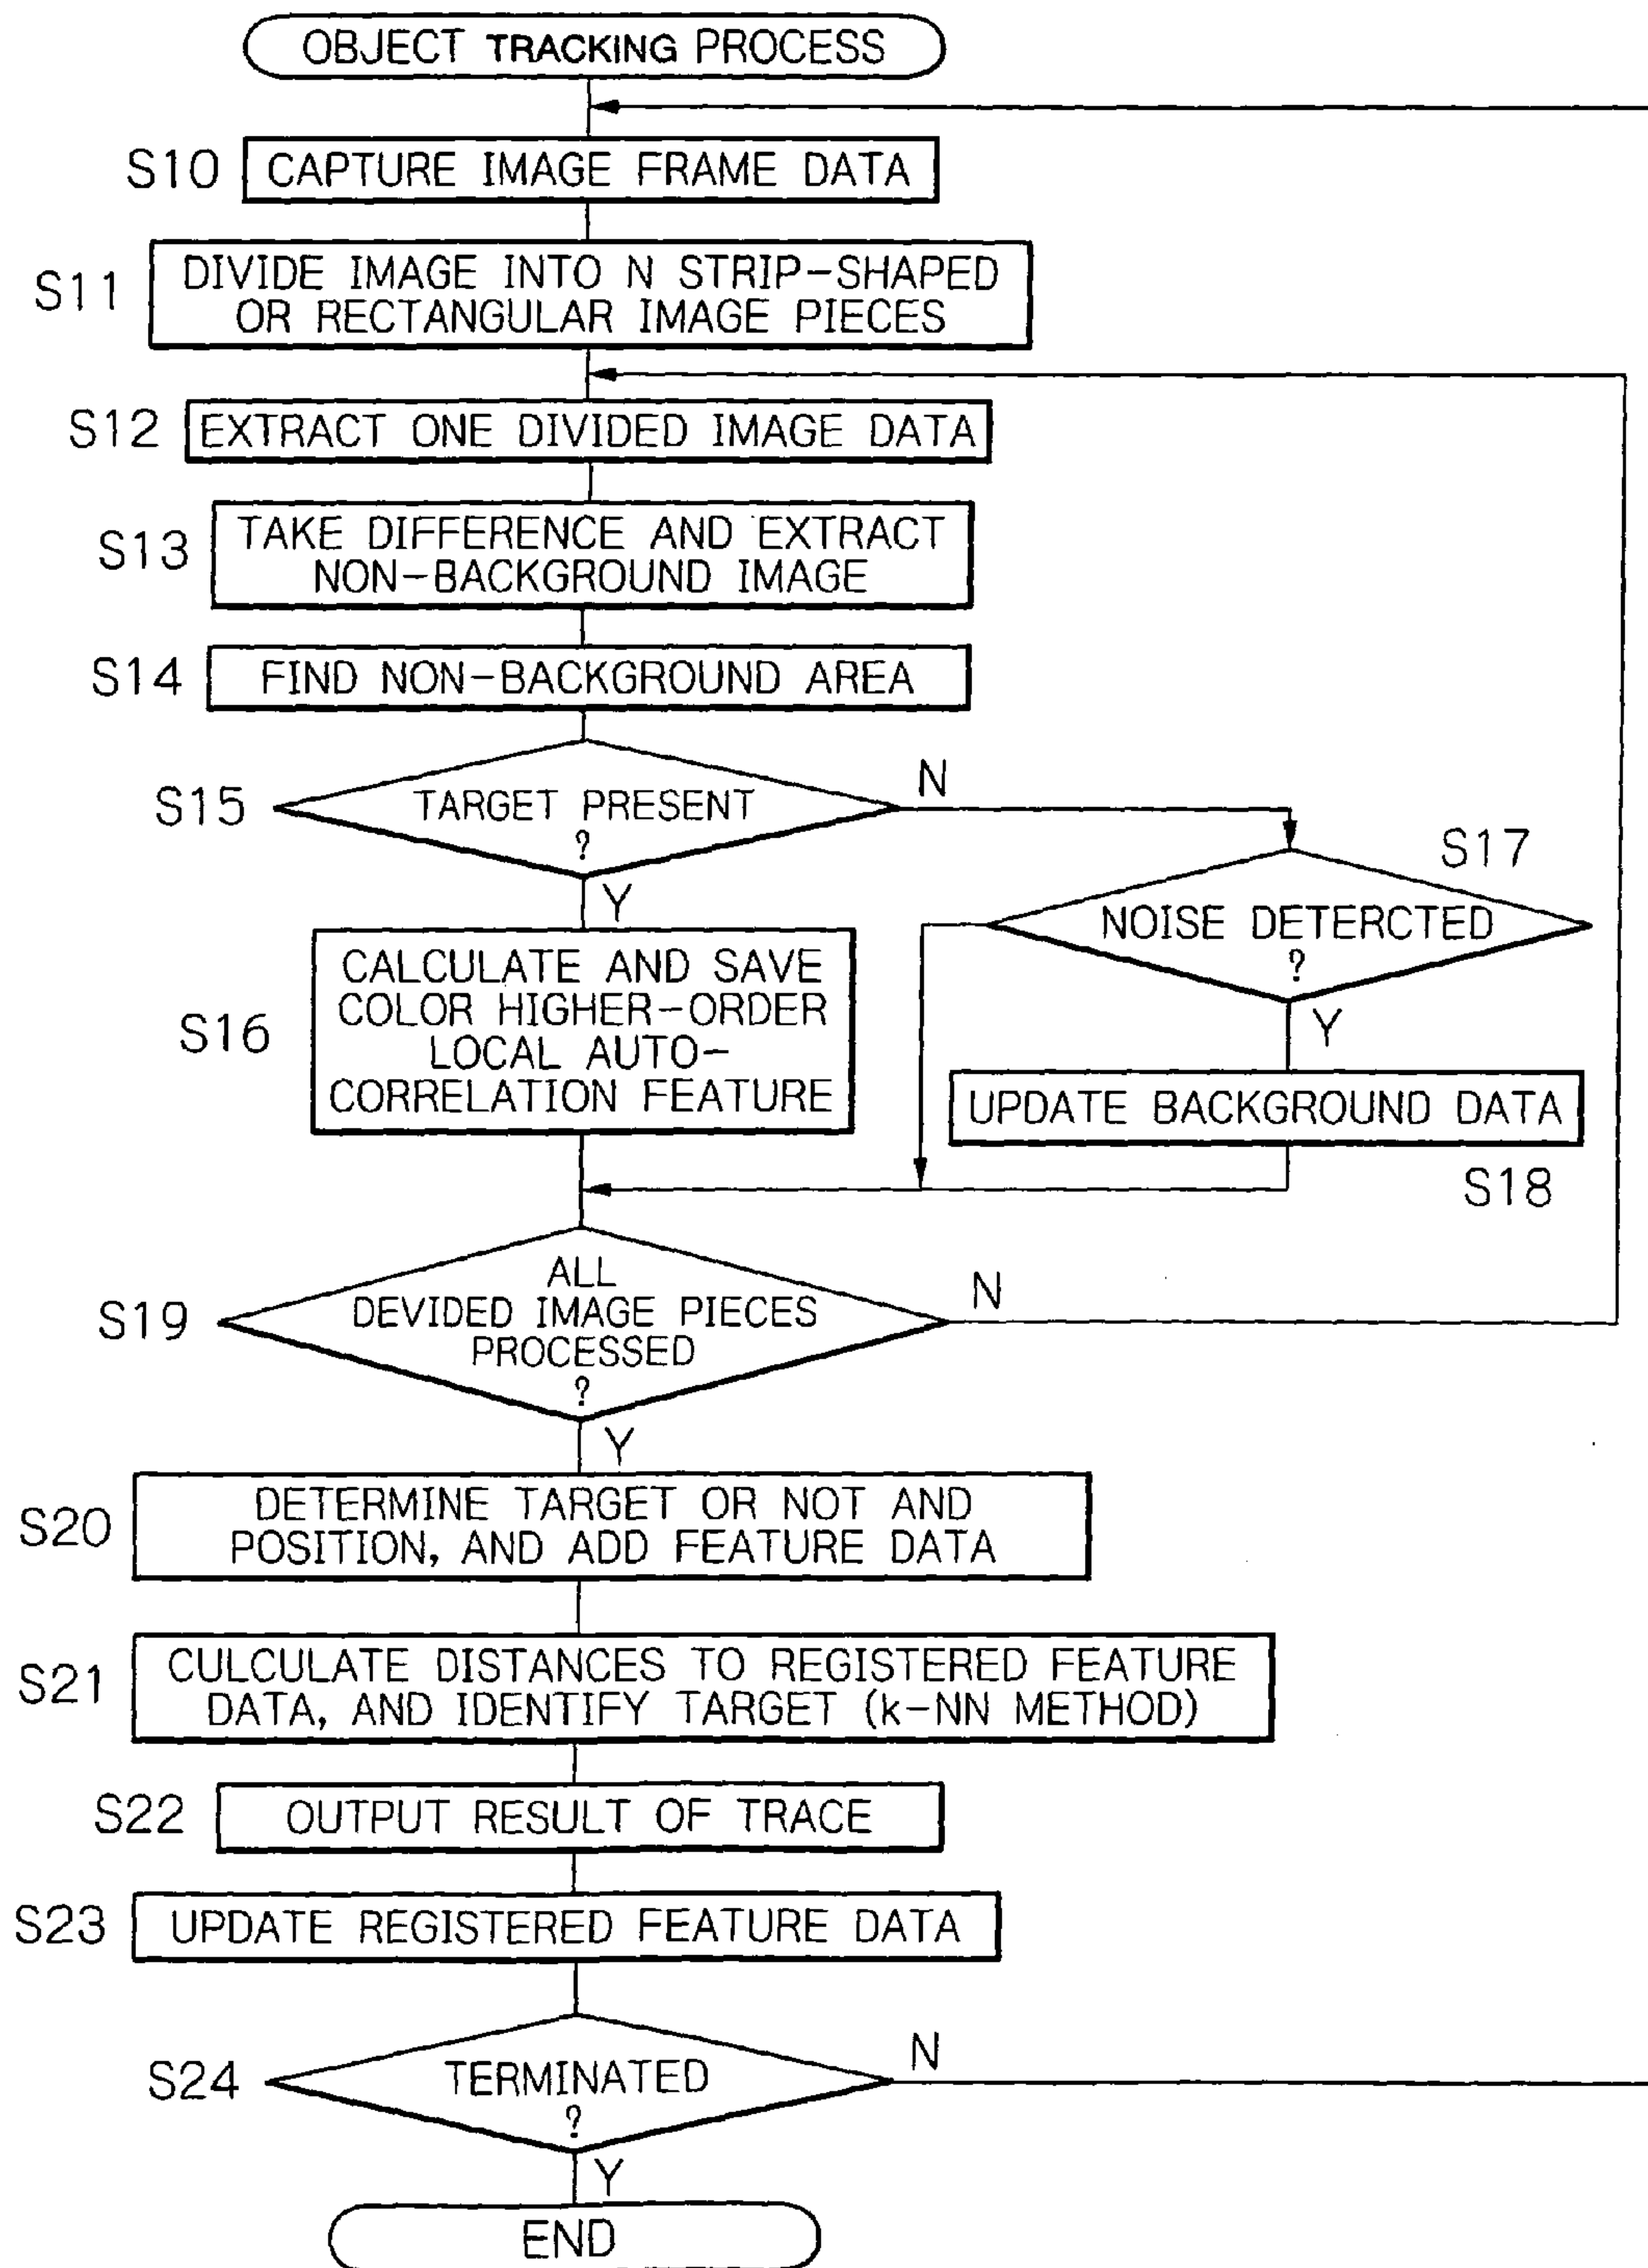 OBJECT TRACKING PROCESS
S10
CAPTURE IMAGE FRAME DATA
S11
DIVIDE IMAGE INTO N STRIP-SHAPED
OR RECTANGULAR IMAGE PIECES
S12
EXTRACT ONE DIVIDED IMAGE DATA
S13
TAKE DIFFERENCE AND EXTRACT
NON-BACKGROUND IMAGE
S14
FIND NON-BACKGROUND AREA
S15
TARGET PRESENT
?
N
Y
S16
CALCULATE AND SAVE
COLOR HIGHER-ORDER
LOCAL AUTO-
CORRELATION FEATURE
S17
NOISE DETERCTED
?
Y
UPDATE BACKGROUND DATA
S18
S19
ALL
DEVIDED IMAGE PIECES
PROCESSED
?
N
Y
S20
DETERMINE TARGET OR NOT AND
POSITION, AND ADD FEATURE DATA
S21
CULCULATE DISTANCES TO REGISTERED FEATURE
DATA, AND IDENTIFY TARGET (k-NN METHOD)
S22
OUTPUT RESULT OF TRACE
S23
UPDATE REGISTERED FEATURE DATA
S24
TERMINATED
?
N
Y
END